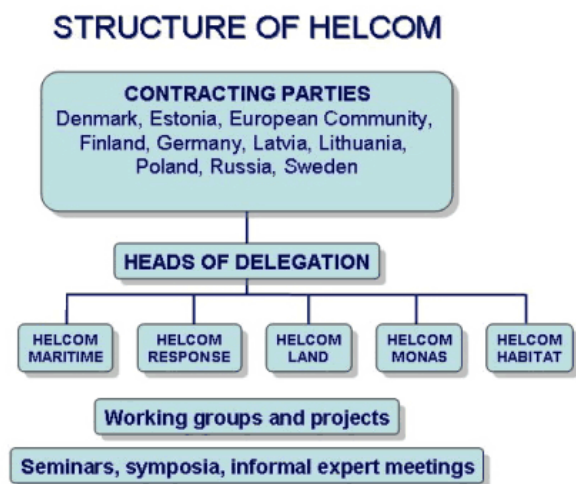 STRUCTURE OF HELCOM
CONTRACTING PARTIES
Denmark, Estonia, European Community,
Finland, Germany, Latvia, Lithuania,
Poland, Russia, Sweden
HEADS OF DELEGATION
HELCOM
MARITIME
HELCOM
RESPONSE
HELCOM
LAND
HELCOM
MONAS
HELCOM
HABITAT
Working groups and projects
Seminars, symposia, informal expert meetings